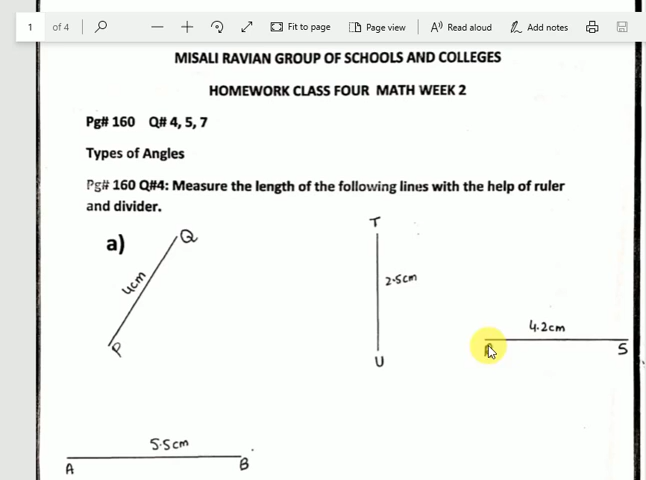 1 of 4 Fit to page Page view Read aloud Add notes
MISALI RAVIAN GROUP OF SCHOOLS AND COLLEGES
HOMEWORK CLASS FOUR MATH WEEK 2
Pg# 160 Q# 4, 5, 7
Types of Angles
Pg# 160 Q#4: Measure the length of the following lines with the help of ruler
and divider.
a)
Q
4cm
P
T
2.5cm
U
4.2cm
S
5.5cm
A B